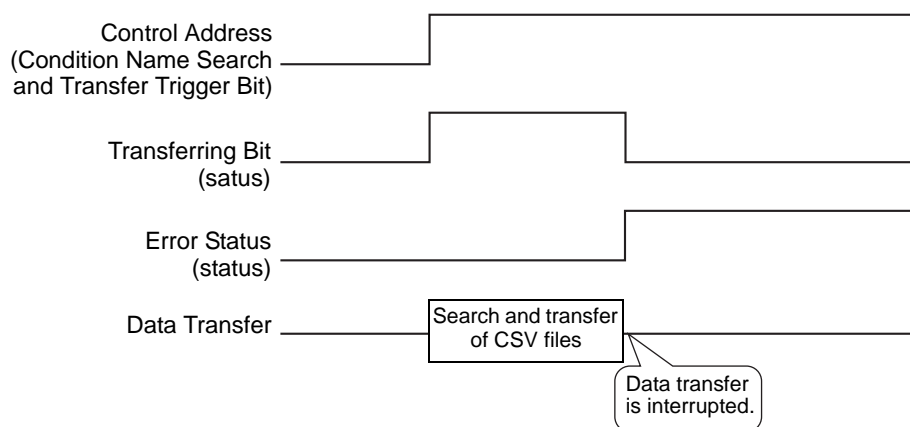 Control Address
(Condition Name Search
and Transfer Trigger Bit)
Transferring Bit
(satus)
Error Status
(status)
Data Transfer
Search and transfer
of CSV files
Data transfer
is interrupted.